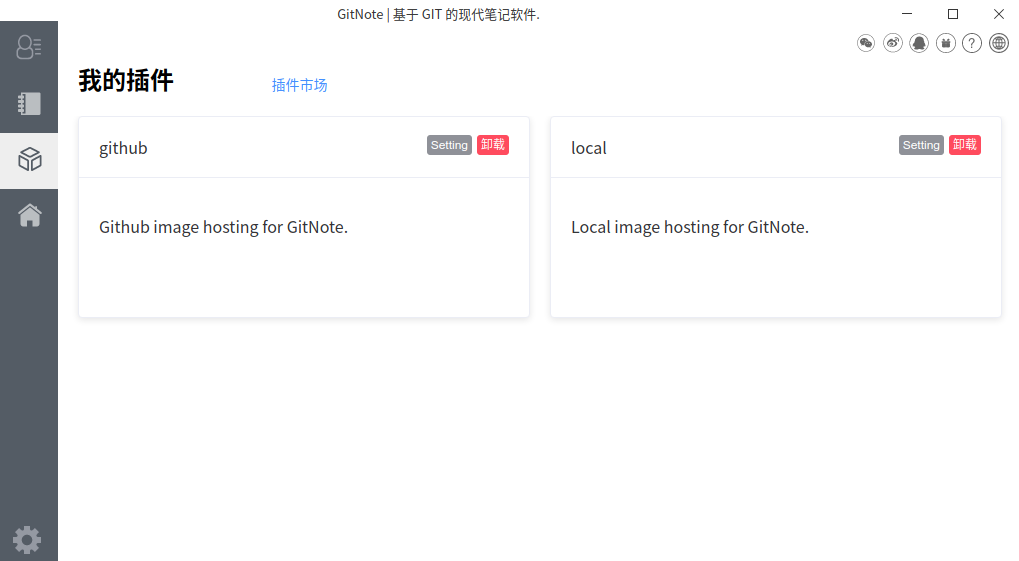 GitNote | 基于 GIT 的现代笔记软件.
我的插件
插件市场
github
Setting
卸载
Github image hosting for GitNote.
local
Setting
卸载
Local image hosting for GitNote.